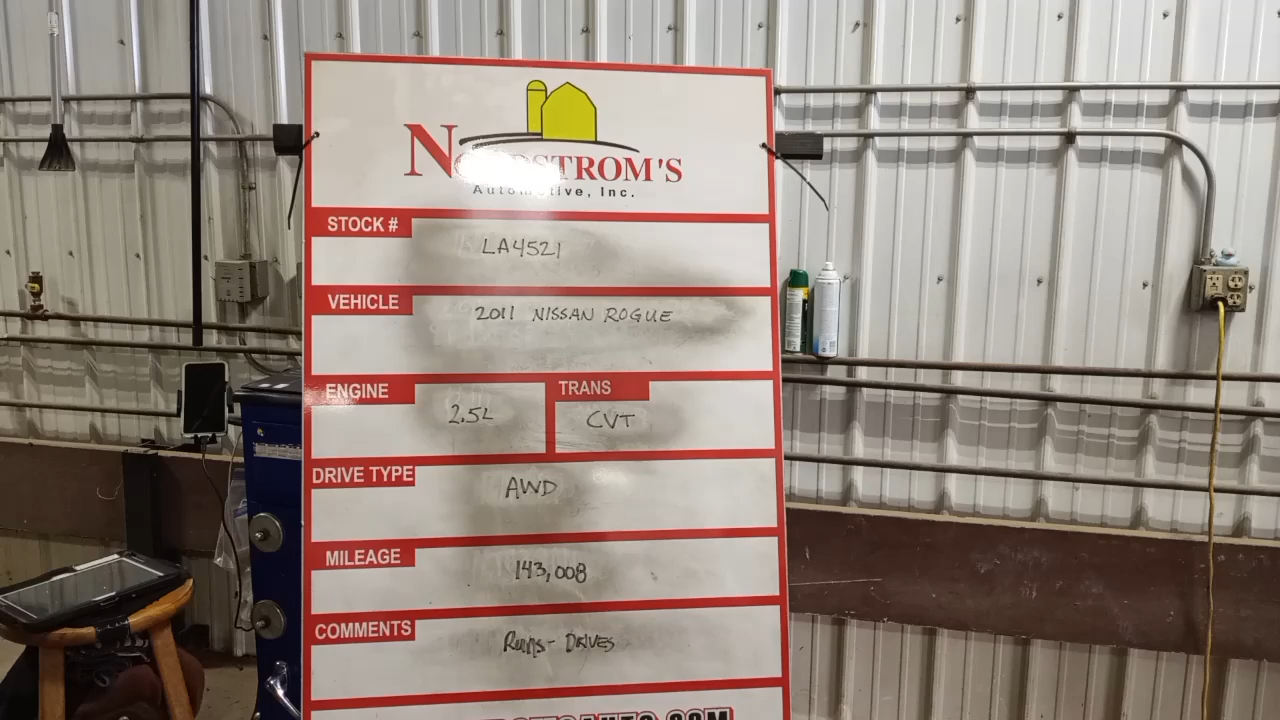 NORDSTROM'S
Automotive, Inc.
STOCK #
LA4521
VEHICLE
2011 NISSAN ROGUE
ENGINE
2.5L
TRANS
CVT
DRIVE TYPE
AWD
MILEAGE
143,008
COMMENTS
Runs - DRIVES